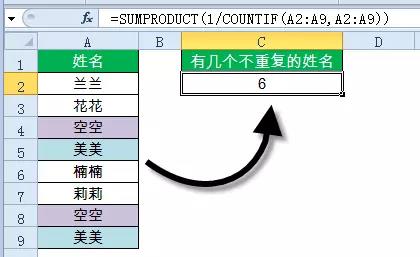 fx =SUMPRODUCT(1/COUNTIF(A2:A9,A2:A9))
A B C D
1 姓名 有几个不重复的姓名
2 兰兰 6
3 花花
4 空空
5 美美
6 楠楠
7 莉莉
8 空空
9 美美